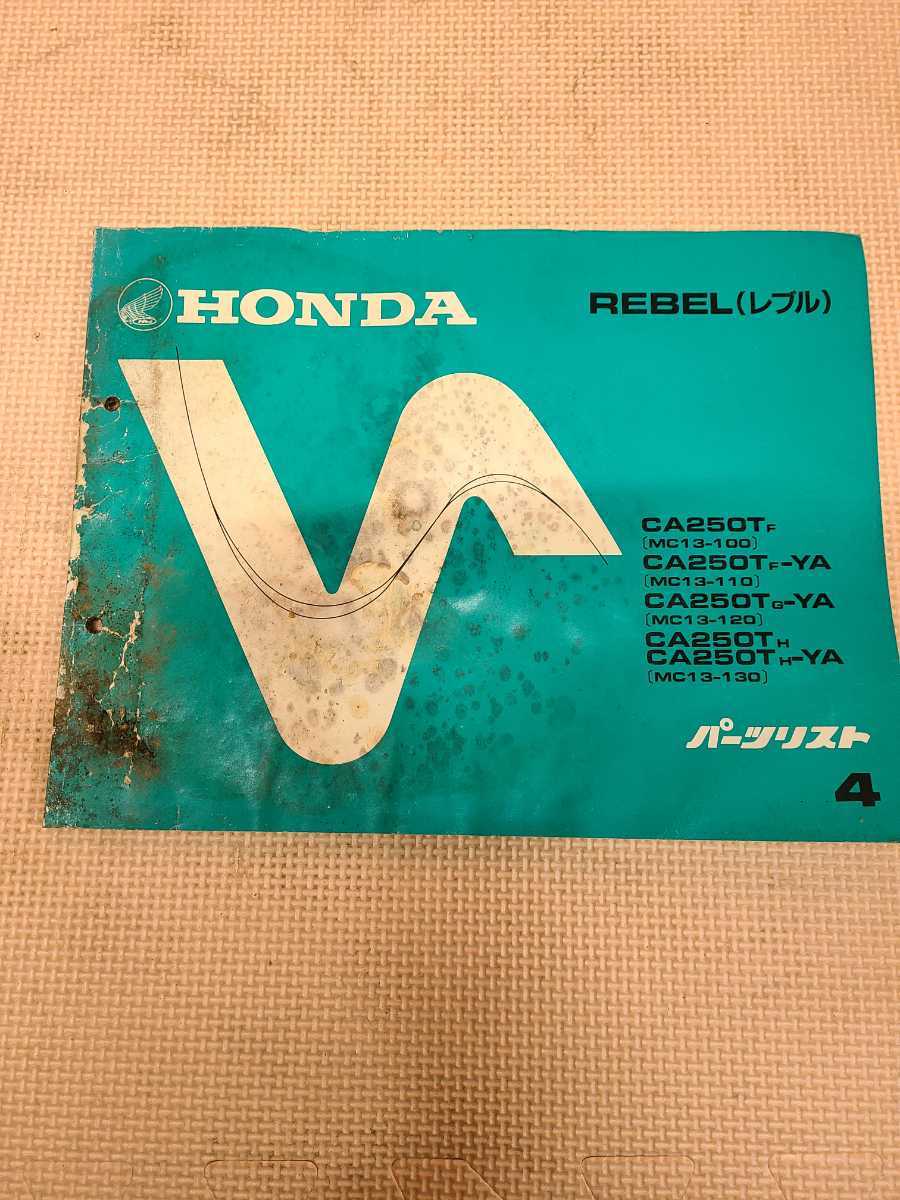 HONDA
REBEL(レブル)
CA250TF
(MC13-100)
CA250TF-YA
(MC13-110)
CA250TG-YA
(MC13-120)
CA250TH
CA250TH-YA
(MC13-130)
パーツリスト
4